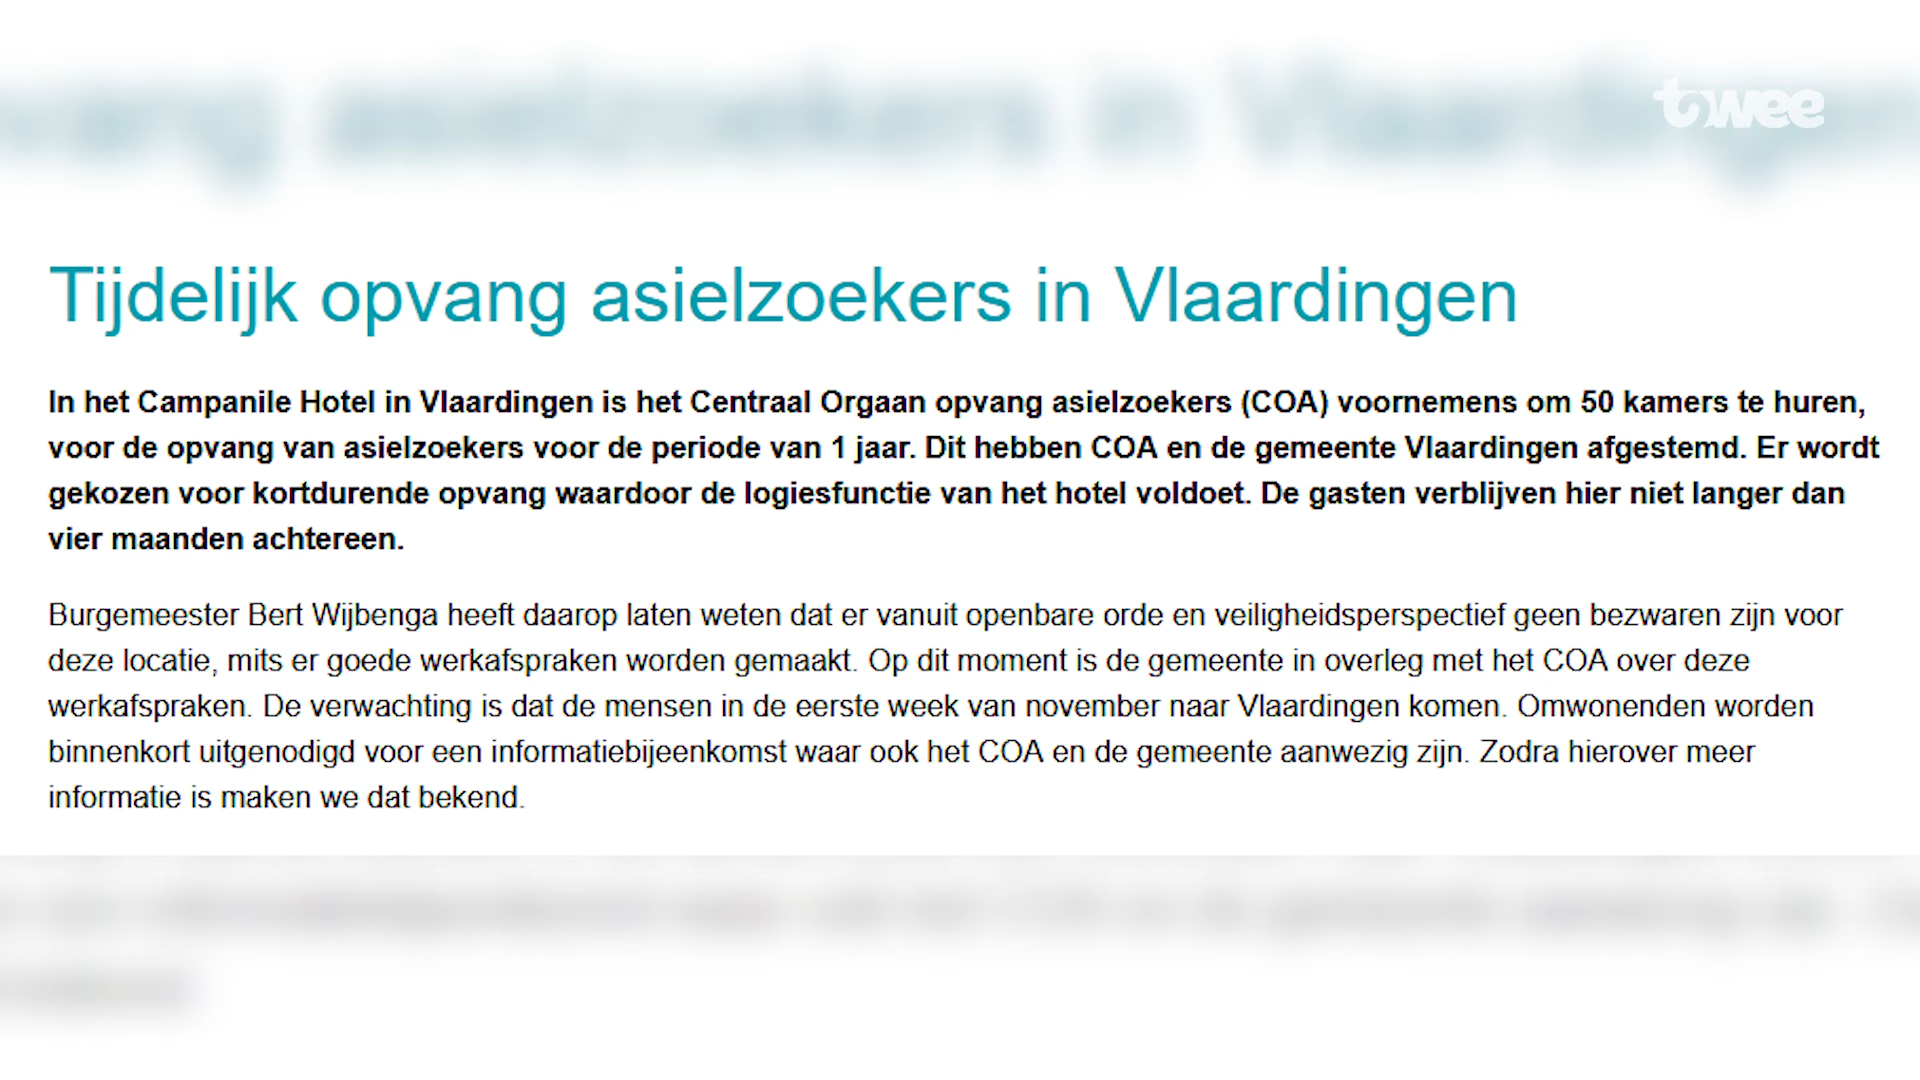 twee
Tijdelijk opvang asielzoekers in Vlaardingen
In het Campanile Hotel in Vlaardingen is het Centraal Orgaan opvang asielzoekers (COA) voornemens om 50 kamers te huren,
voor de opvang van asielzoekers voor de periode van 1 jaar. Dit hebben COA en de gemeente Vlaardingen afgestemd. Er wordt
gekozen voor kortdurende opvang waardoor de logiesfunctie van het hotel voldoet. De gasten verblijven hier niet langer dan
vier maanden achtereen.
Burgemeester Bert Wijbenga heeft daarop laten weten dat er vanuit openbare orde en veiligheidsperspectief geen bezwaren zijn voor
deze locatie, mits er goede werkafspraken worden gemaakt. Op dit moment is de gemeente in overleg met het COA over deze
werkafspraken. De verwachting is dat de mensen in de eerste week van november naar Vlaardingen komen. Omwonenden worden
binnenkort uitgenodigd voor een informatiebijeenkomst waar ook het COA en de gemeente aanwezig zijn. Zodra hierover meer
informatie is maken we dat bekend.